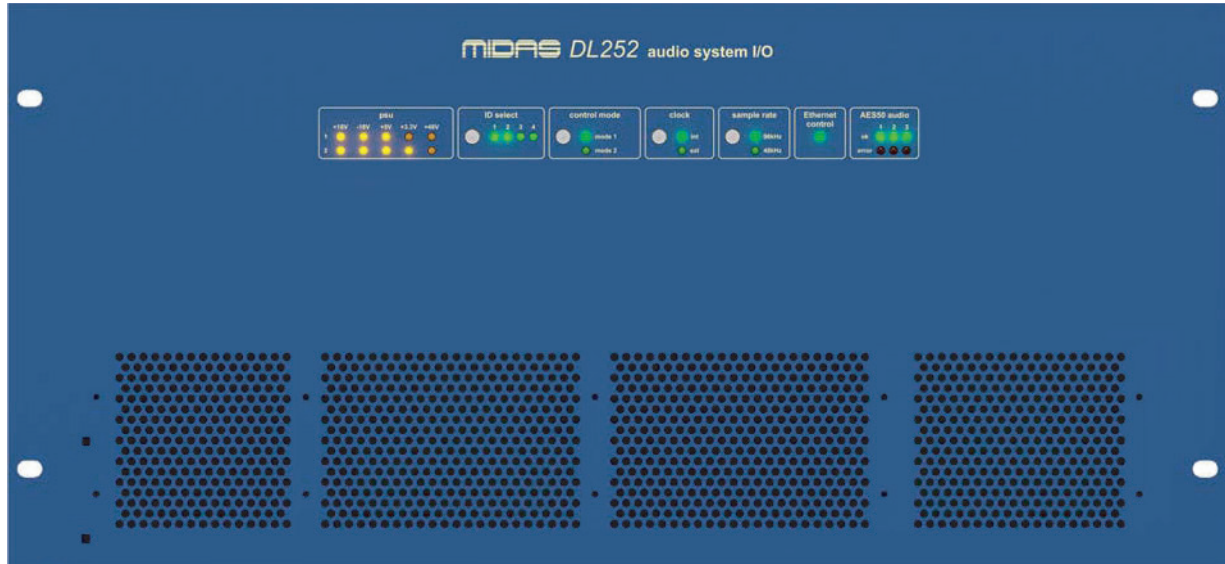 MIDAS DL252 audio system I/O
psu
+16V -16V +5V +3.3V +48V
1
2
ID select
1 2 3 4
control mode
mode 1
mode 2
clock
int
ext
sample rate
96kHz
48kHz
Ethernet
control
AES50 audio
1 2 3
ok
error